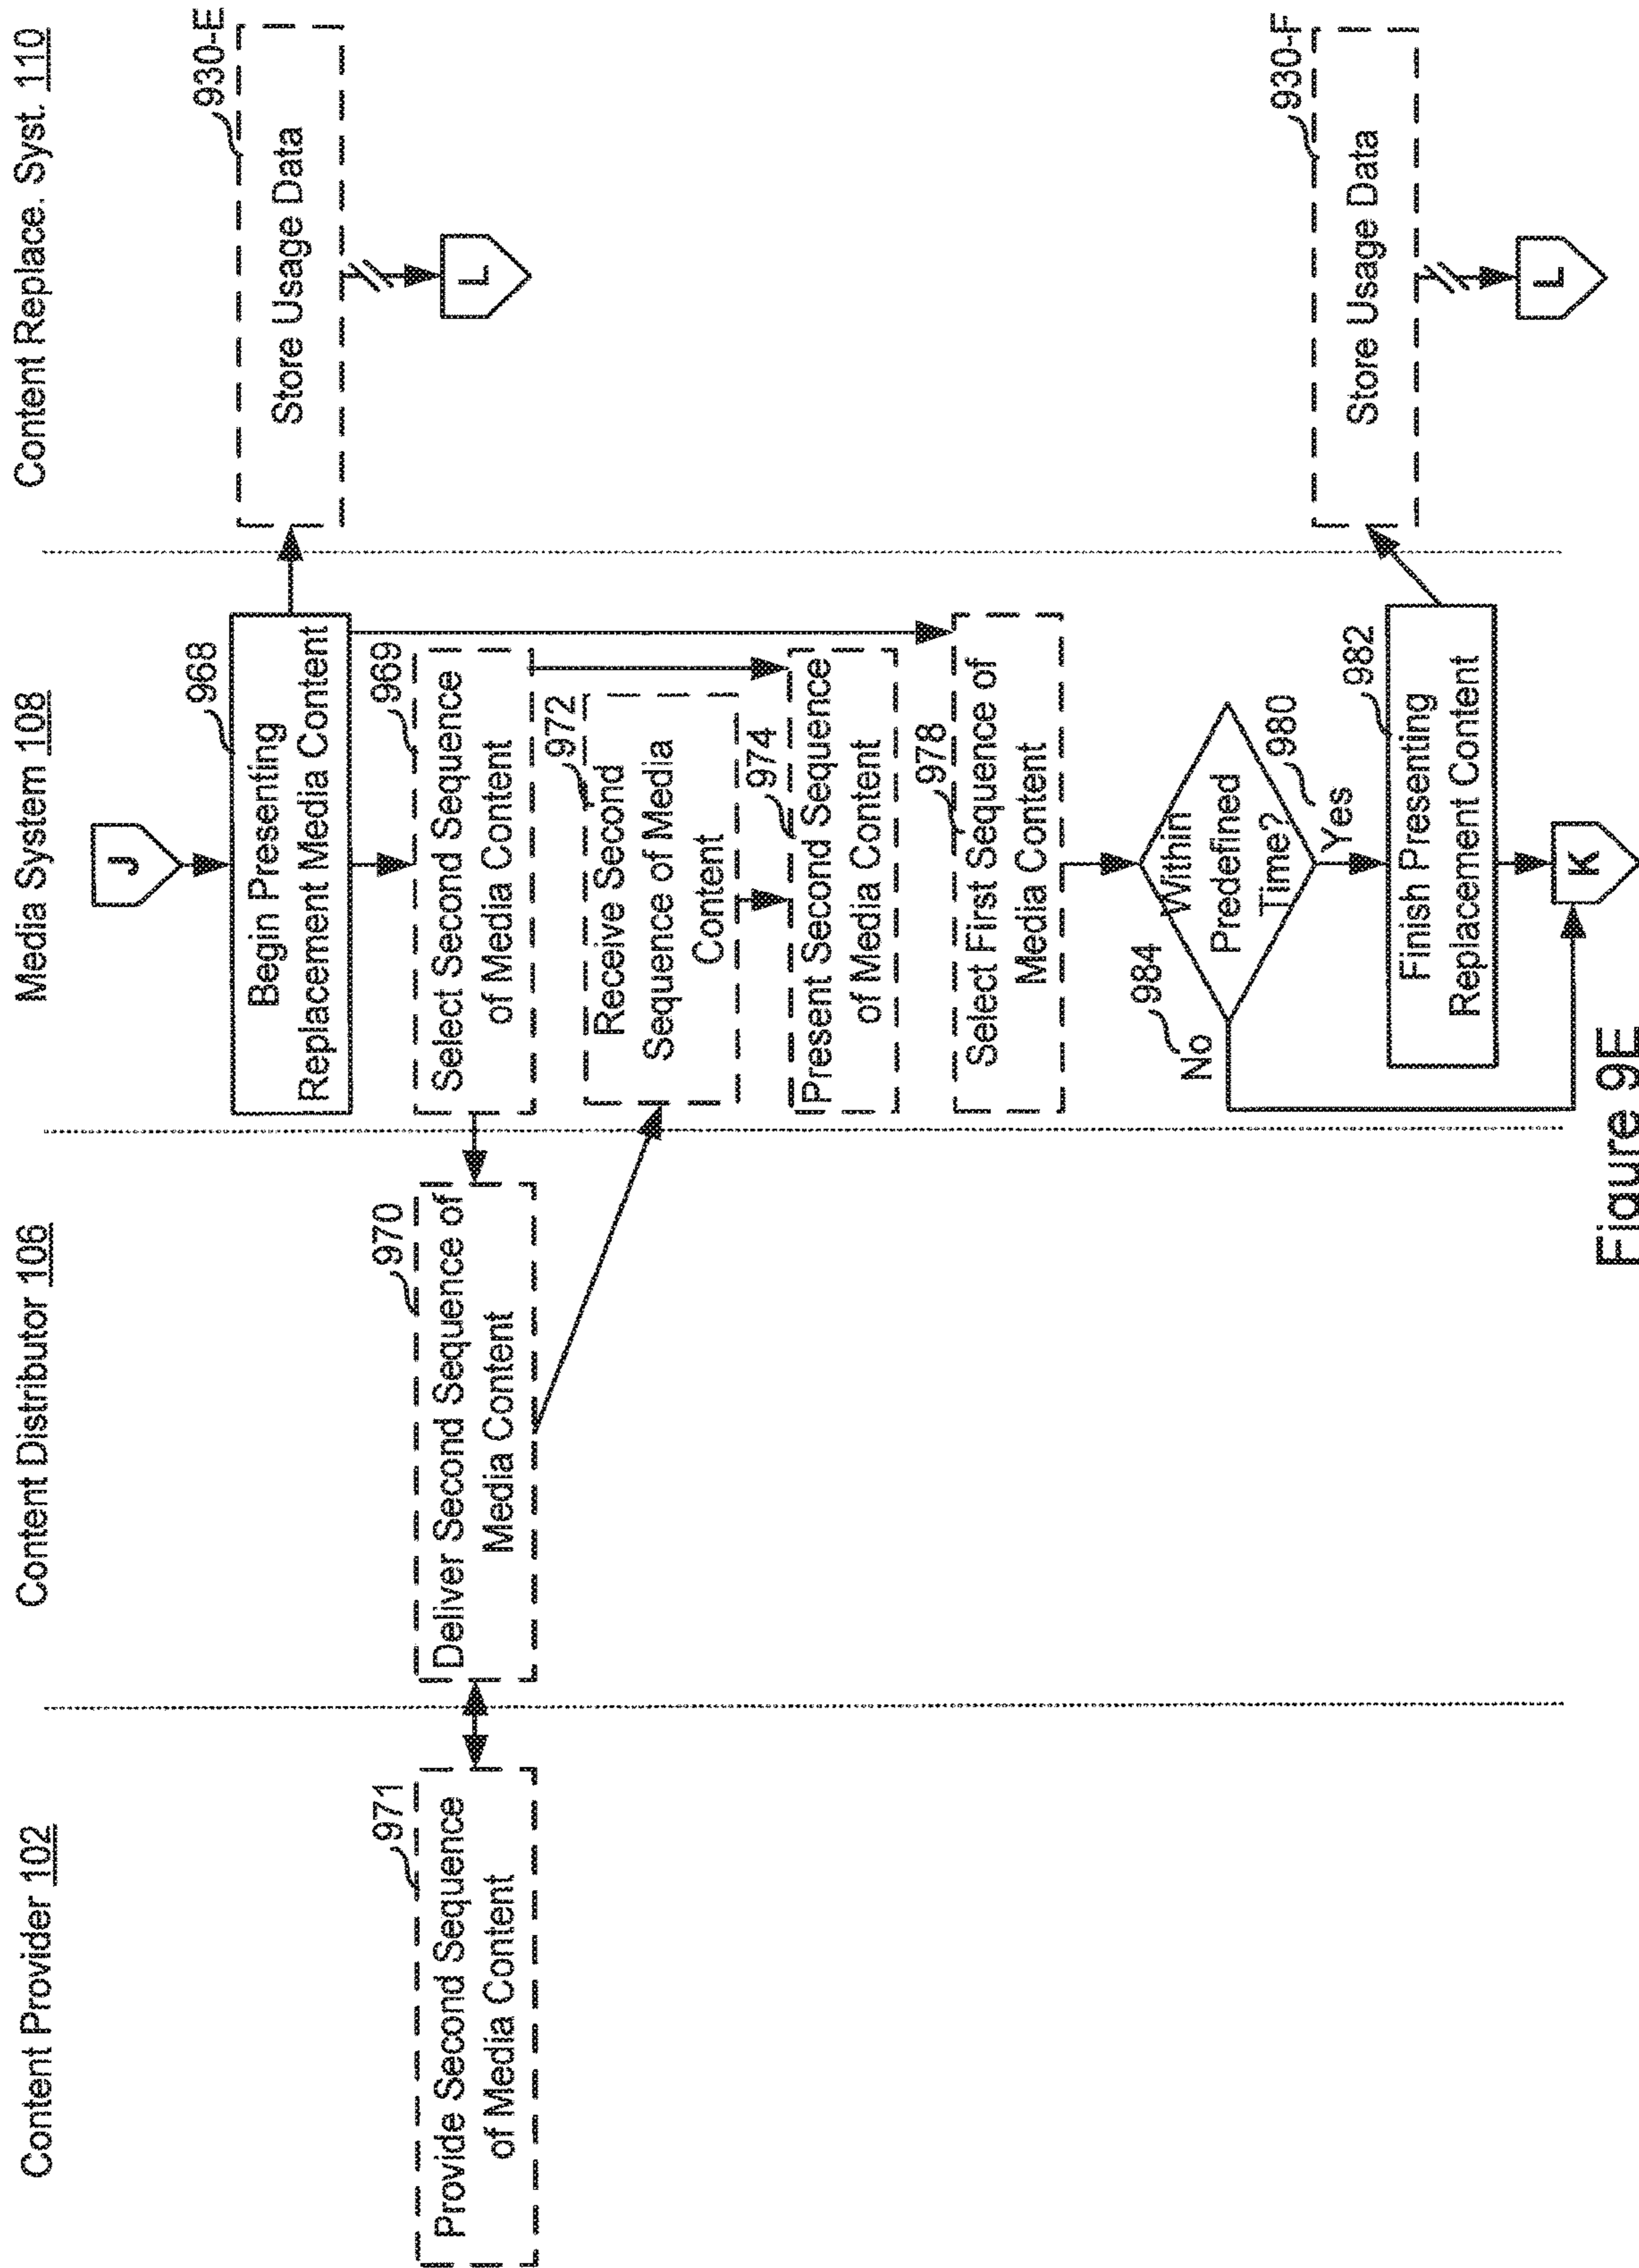 Content Provider 102
Content Distributor 106
Media System 108
Content Replace. Syst. 110
J
968
Begin Presenting
Replacement Media Content
930-E
Store Usage Data
L
971
Provide Second Sequence
of Media Content
970
Deliver Second Sequence of
Media Content
969
Select Second Sequence
of Media Content
972
Receive Second
Sequence of Media
Content
974
Present Second Sequence
of Media Content
978
Select First Sequence of
Media Content
Within
Predefined
Time?
984
No
980
Yes
982
Finish Presenting
Replacement Content
930-F
Store Usage Data
L
K
Figure 9E